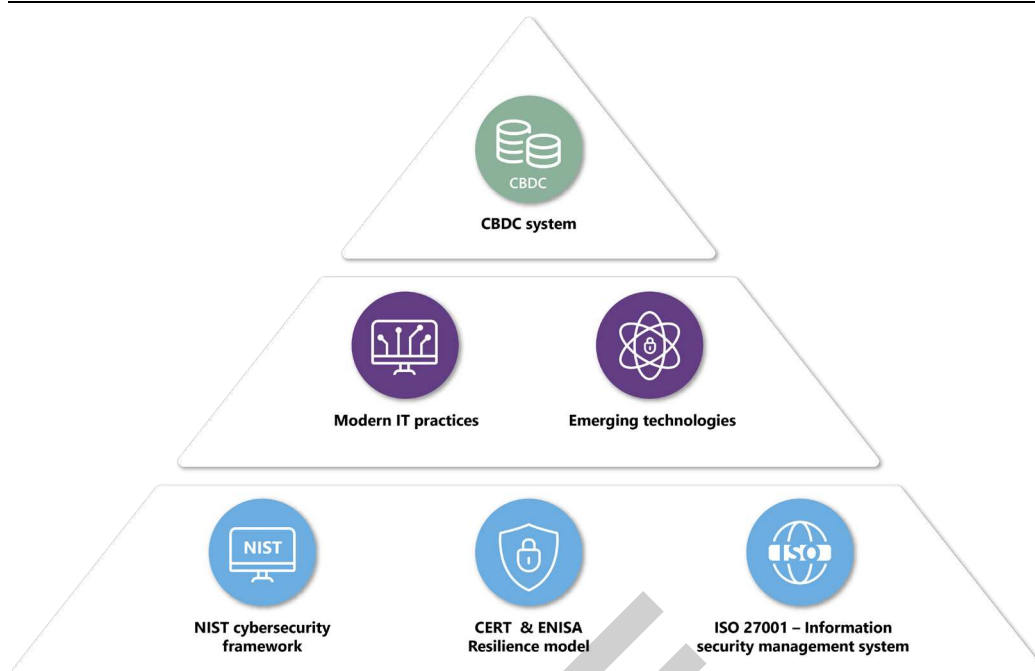 CBDC
CBDC system
Modern IT practices
Emerging technologies
NIST
ISO
NIST cybersecurity
framework
CERT & ENISA
Resilience model
ISO 27001 – Information
security management system